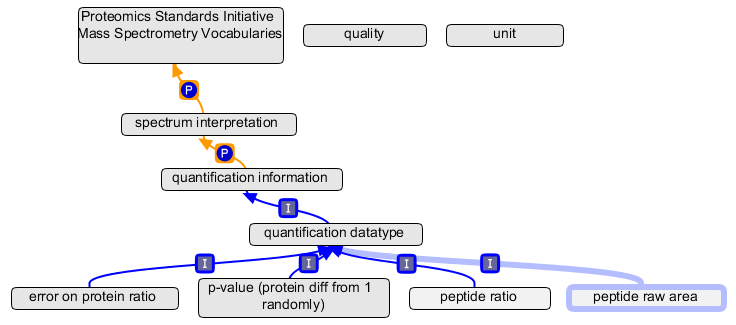 Proteomics Standards Initiative
Mass Spectrometry Vocabularies
quality
unit
P
spectrum interpretation
P
quantification information
I
quantification datatype
I
I
I
I
error on protein ratio
p-value (protein diff from 1
randomly)
peptide ratio
peptide raw area